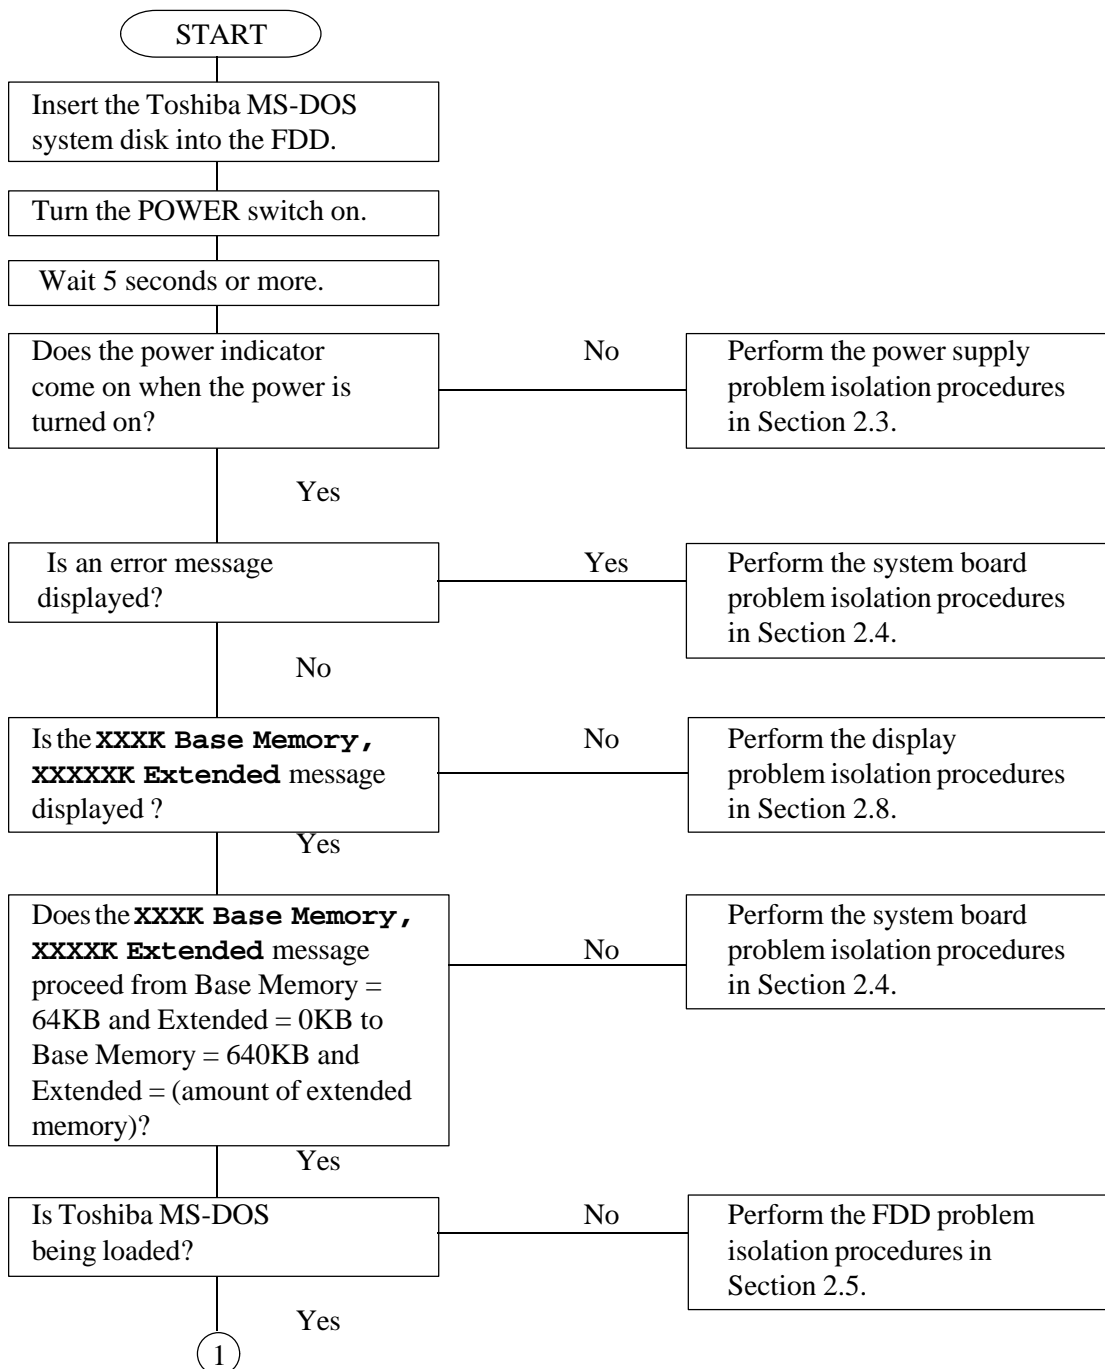 START
Insert the Toshiba MS-DOS
system disk into the FDD.
Turn the POWER switch on.
Wait 5 seconds or more.
Does the power indicator
come on when the power is
turned on?
No
Perform the power supply
problem isolation procedures
in Section 2.3.
Yes
Is an error message
displayed?
Yes
Perform the system board
problem isolation procedures
in Section 2.4.
No
Is the XXXK Base Memory,
XXXXXK Extended message
displayed ?
No
Perform the display
problem isolation procedures
in Section 2.8.
Yes
Does the XXXK Base Memory,
XXXXK Extended message
proceed from Base Memory =
64KB and Extended = 0KB to
Base Memory = 640KB and
Extended = (amount of extended
memory)?
No
Perform the system board
problem isolation procedures
in Section 2.4.
Yes
Is Toshiba MS-DOS
being loaded?
No
Perform the FDD problem
isolation procedures in
Section 2.5.
Yes
1